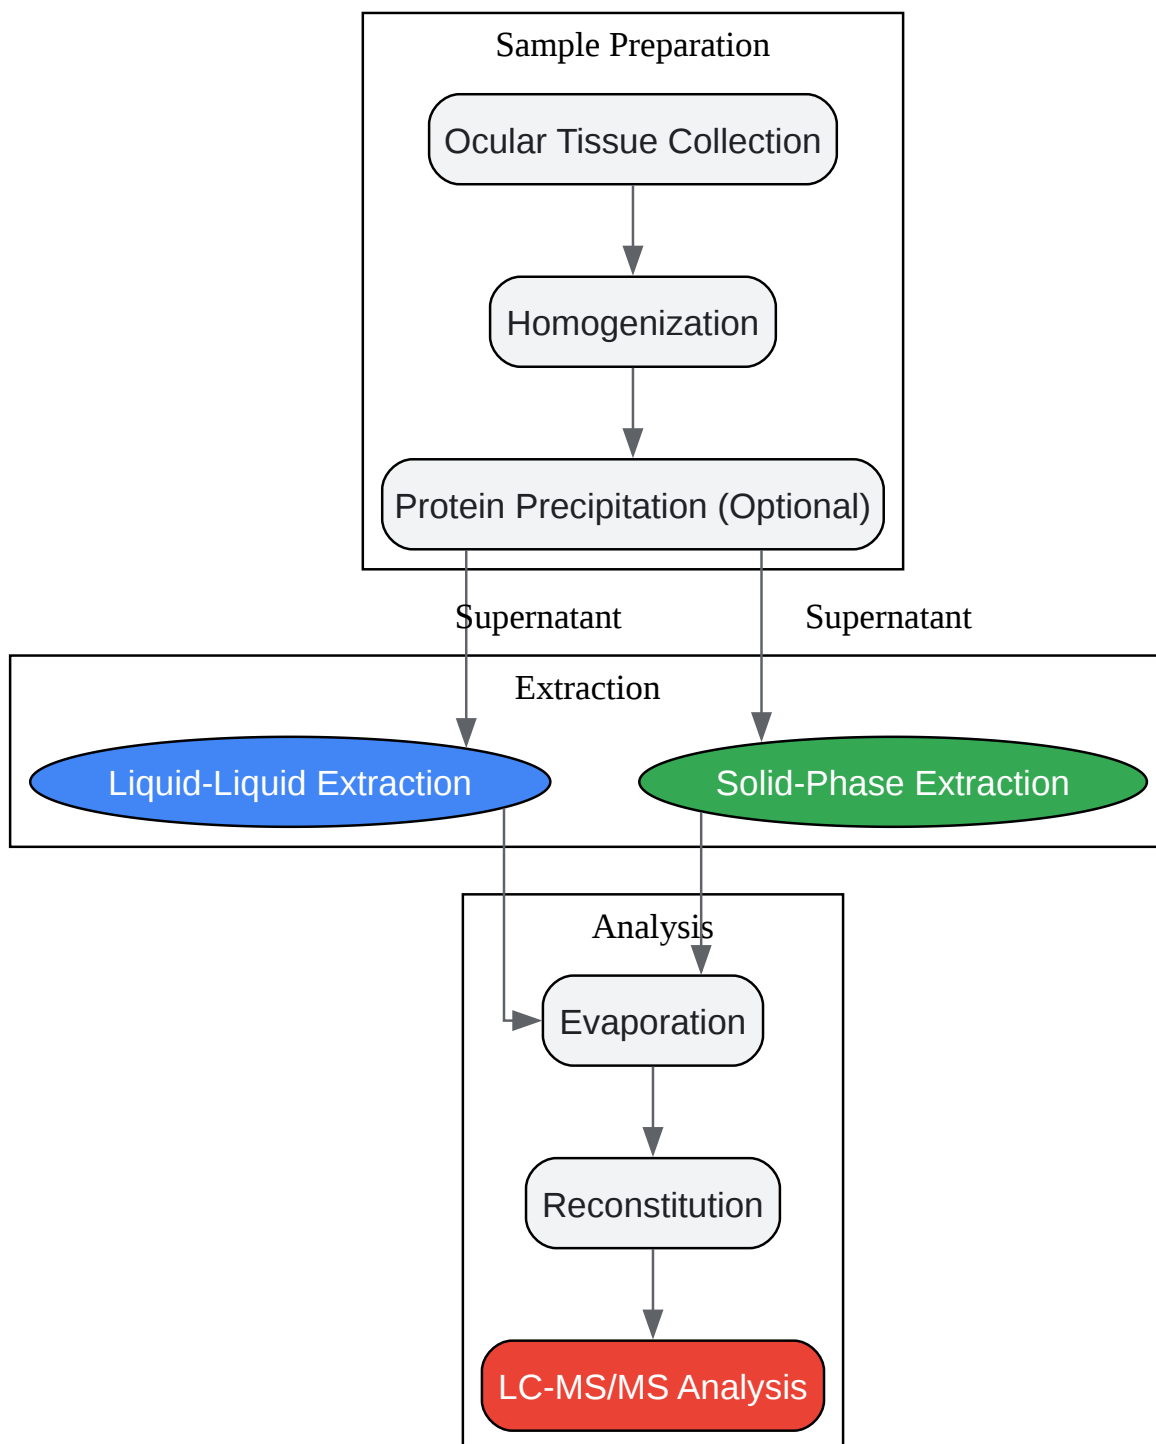 Sample Preparation
Ocular Tissue Collection
Homogenization
Protein Precipitation (Optional)
Supernatant
Supernatant
Extraction
Liquid-Liquid Extraction
Solid-Phase Extraction
Analysis
Evaporation
Reconstitution
LC-MS/MS Analysis